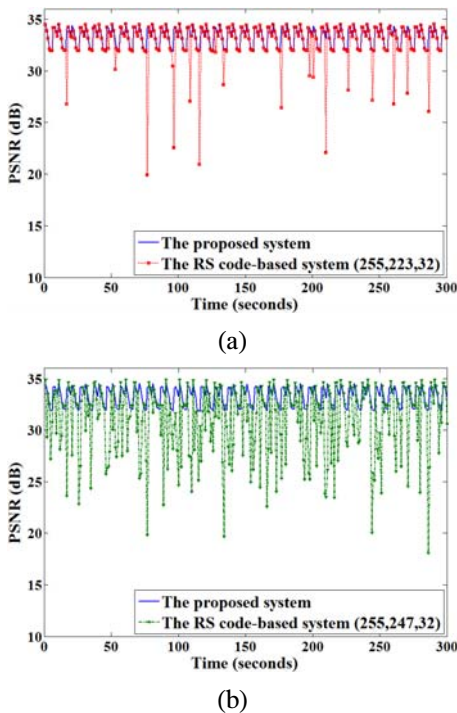 35
30
25
20
15
10
PSNR (dB)
The proposed system
The RS code-based system (255,223,32)
0 50 100 150 200 250 300
Time (seconds)
(a)
35
30
25
20
15
10
PSNR (dB)
The proposed system
The RS code-based system (255,247,32)
0 50 100 150 200 250 300
Time (seconds)
(b)